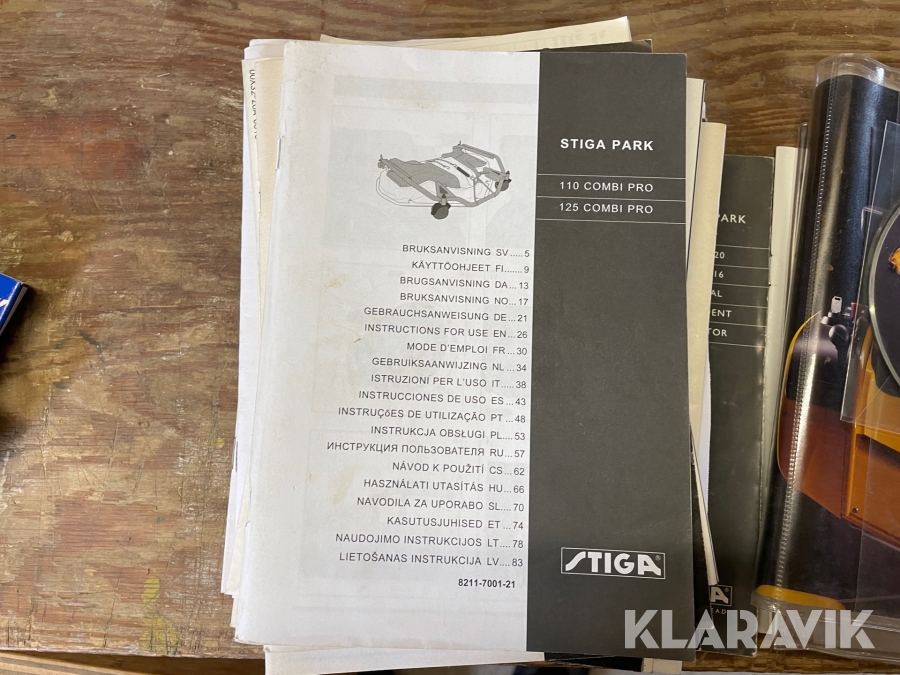 STIGA PARK
110 COMBI PRO
125 COMBI PRO
BRUKSANVISNING SV.....5
KÄYTTÖOHJEET FI.......9
BRUGSANVISNING DA...13
BRUKSANVISNING NO...17
GEBRAUCHSANWEISUNG DE...21
INSTRUCTIONS FOR USE EN...26
MODE D'EMPLOI FR...30
GEBRUIKSAANWIJZING NL...34
ISTRUZIONI PER L'USO IT....38
INSTRUCCIONES DE USO ES...43
INSTRUÇõES DE UTILIZAÇÃO PT...48
INSTRUKCJA OBSŁUGI PL....53
ИНСТРУКЦИЯ ПОЛЬЗОВАТЕЛЯ RU...57
NÁVOD K POUŽITÍ CS...62
HASZNÁLATI UTASÍTÁS HU...66
NAVODILA ZA UPORABO SL....70
KASUTUSJUHISED ET ...74
NAUDOJIMO INSTRUKCIJOS LT....78
LIETOŠANAS INSTRUKCIJA LV....83
8211-7001-21
STIGA
PARK
20
16
AL
DENT
TOR
KLARAVIK